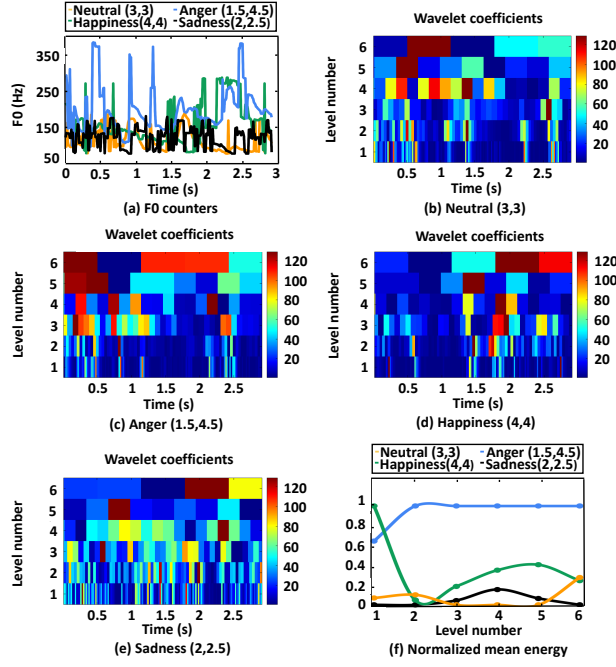 Neutral (3,3) Anger (1.5,4.5)
Happiness(4,4) Sadness(2,2.5)
F0 (Hz)
350
250
150
50
0 0.5 1 1.5 2 2.5 3
Time (s)
(a) F0 counters
Wavelet coefficients
Level number
6
5
4
3
2
1
120
100
80
60
40
20
0.5 1 1.5 2 2.5
Time (s)
(b) Neutral (3,3)
Wavelet coefficients
Level number
6
5
4
3
2
1
120
100
80
60
40
20
0.5 1 1.5 2 2.5
Time (s)
(c) Anger (1.5,4.5)
Wavelet coefficients
Level number
6
5
4
3
2
1
120
100
80
60
40
20
0.5 1 1.5 2 2.5
Time (s)
(d) Happiness (4,4)
Wavelet coefficients
Level number
6
5
4
3
2
1
120
100
80
60
40
20
0.5 1 1.5 2 2.5
Time (s)
(e) Sadness (2,2.5)
Neutral (3,3) Anger (1.5,4.5)
Happiness(4,4) Sadness(2,2.5)
1
0.8
0.6
0.4
0.2
0
1 2 3 4 5 6
Level number
(f) Normalized mean energy